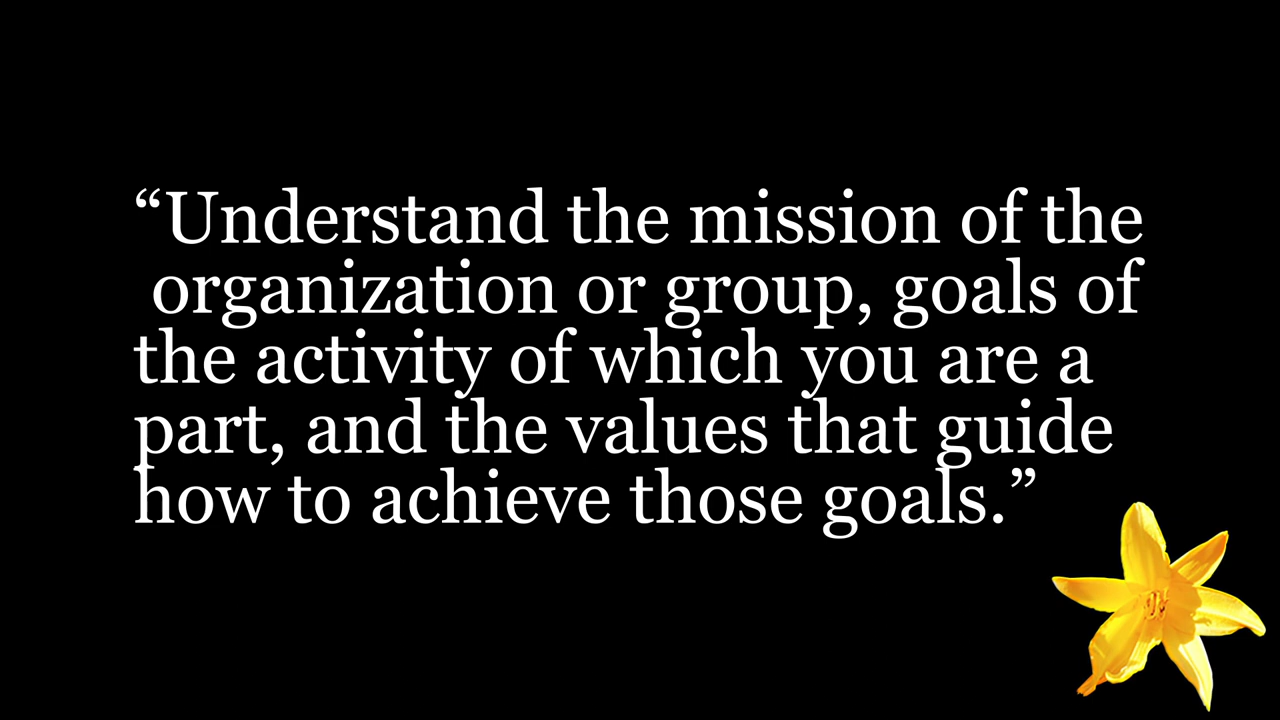 “Understand the mission of the
organization or group, goals of
the activity of which you are a
part, and the values that guide
how to achieve those goals.”